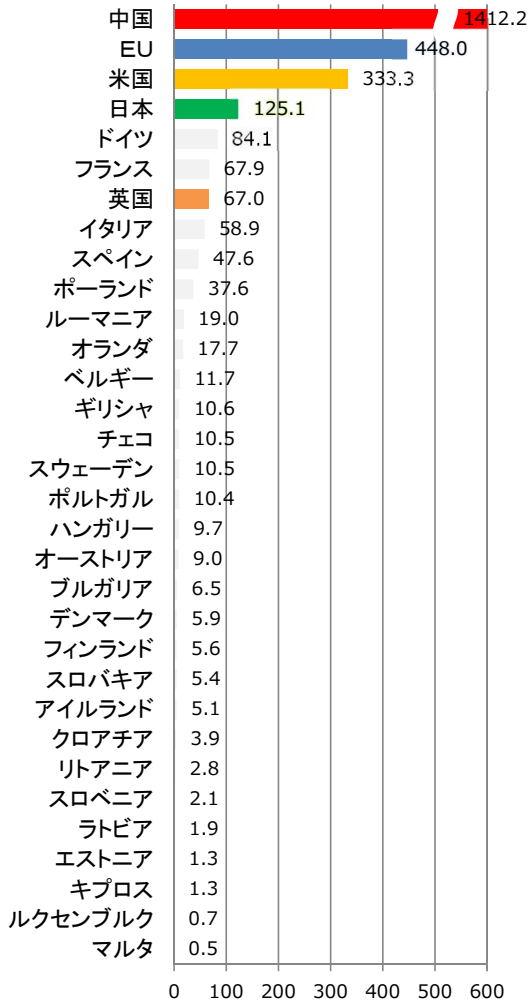 中国 1412.2
EU 448.0
米国 333.3
日本 125.1
ドイツ 84.1
フランス 67.9
英国 67.0
イタリア 58.9
スペイン 47.6
ポーランド 37.6
ルーマニア 19.0
オランダ 17.7
ベルギー 11.7
ギリシャ 10.6
チェコ 10.5
スウェーデン 10.5
ポルトガル 10.4
ハンガリー 9.7
オーストリア 9.0
ブルガリア 6.5
デンマーク 5.9
フィンランド 5.6
スロバキア 5.4
アイルランド 5.1
クロアチア 3.9
リトアニア 2.8
スロベニア 2.1
ラトビア 1.9
エストニア 1.3
キプロス 1.3
ルクセンブルク 0.7
マルタ 0.5
0 100 200 300 400 500 600